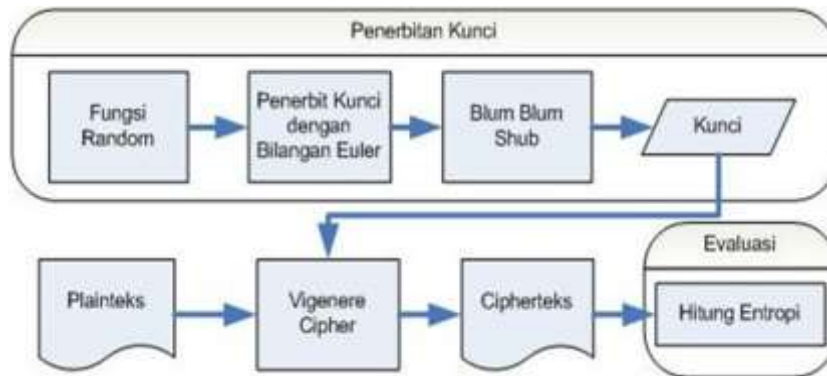 Penerbitan Kunci
Fungsi
Random
Penerbit Kunci
dengan
Bilangan Euler
Blum Blum
Shub
Kunci
Plainteks
Vigenere
Cipher
Cipherteks
Evaluasi
Hitung Entropi